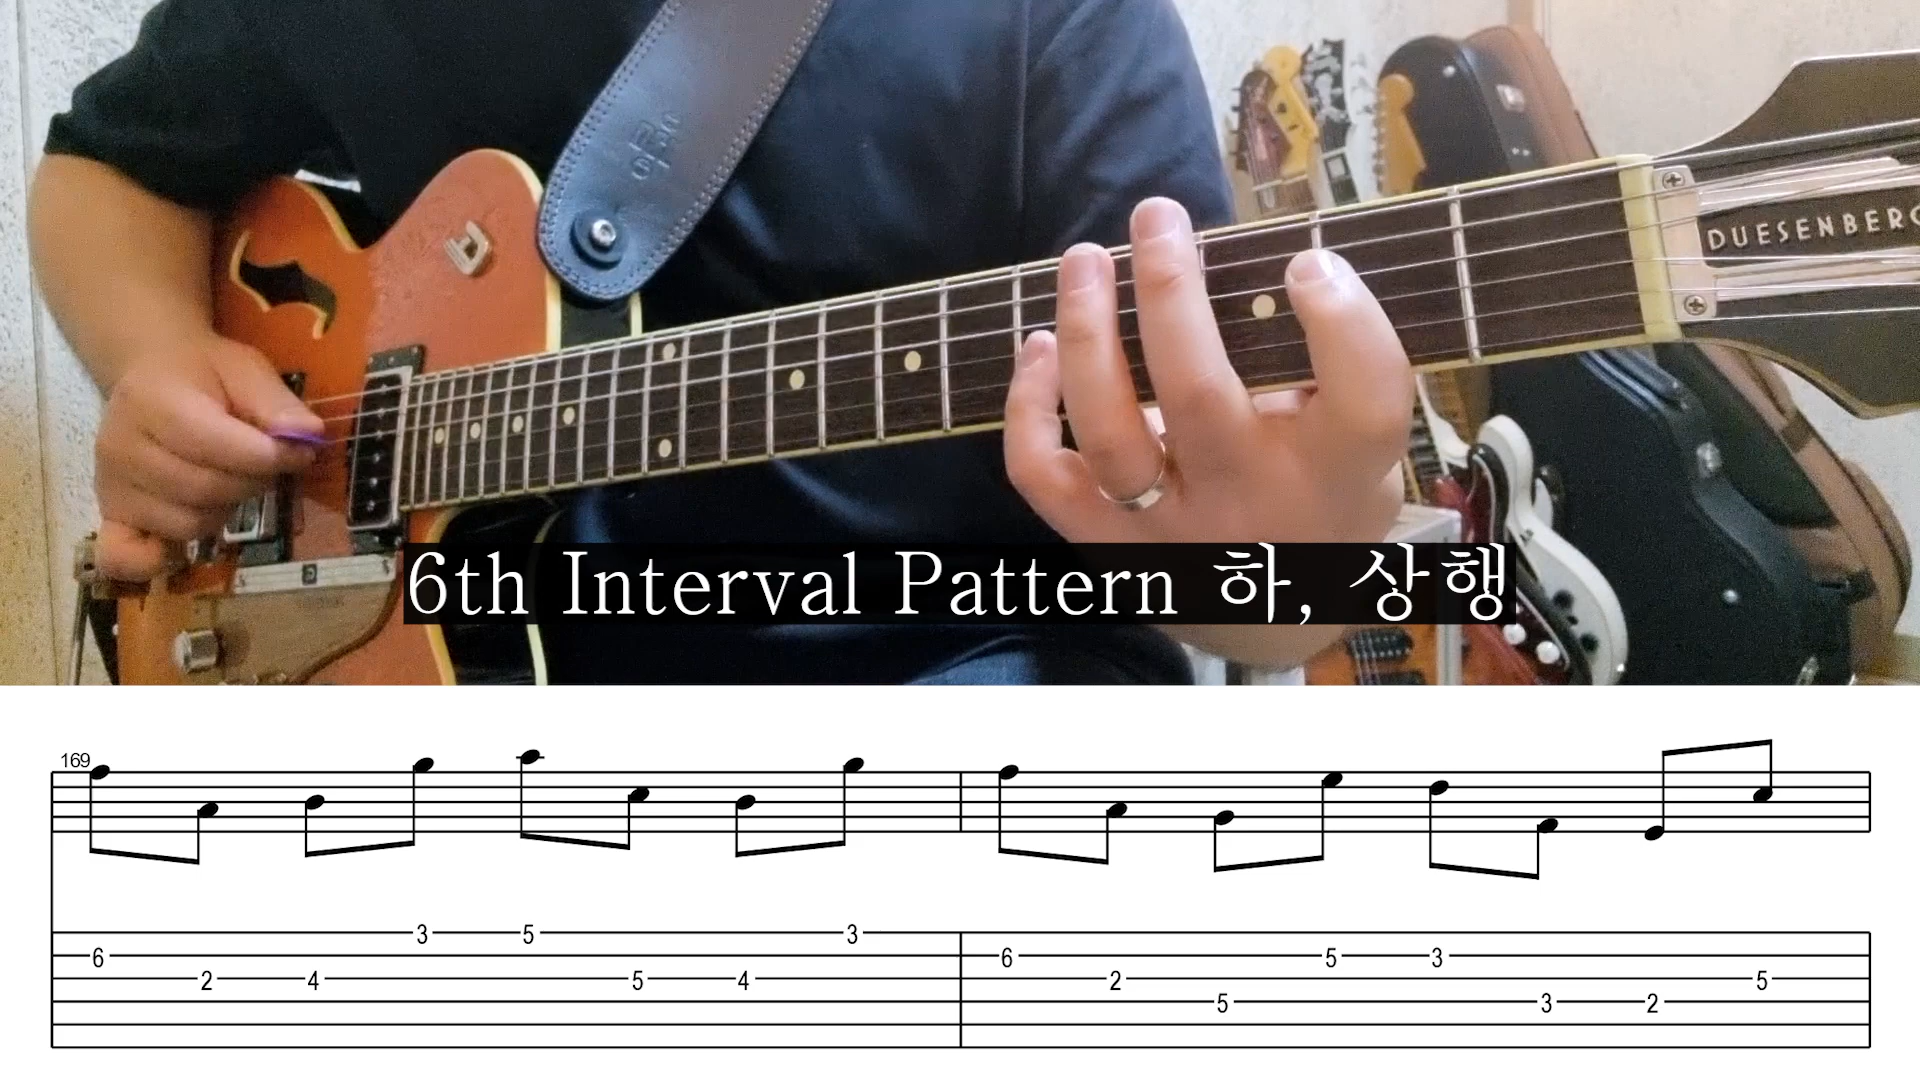 DUESENBERG
6th Interval Pattern 하, 상행
169
3 5 3
6 6 5 3
2 4 5 4 2 5
5 3 2